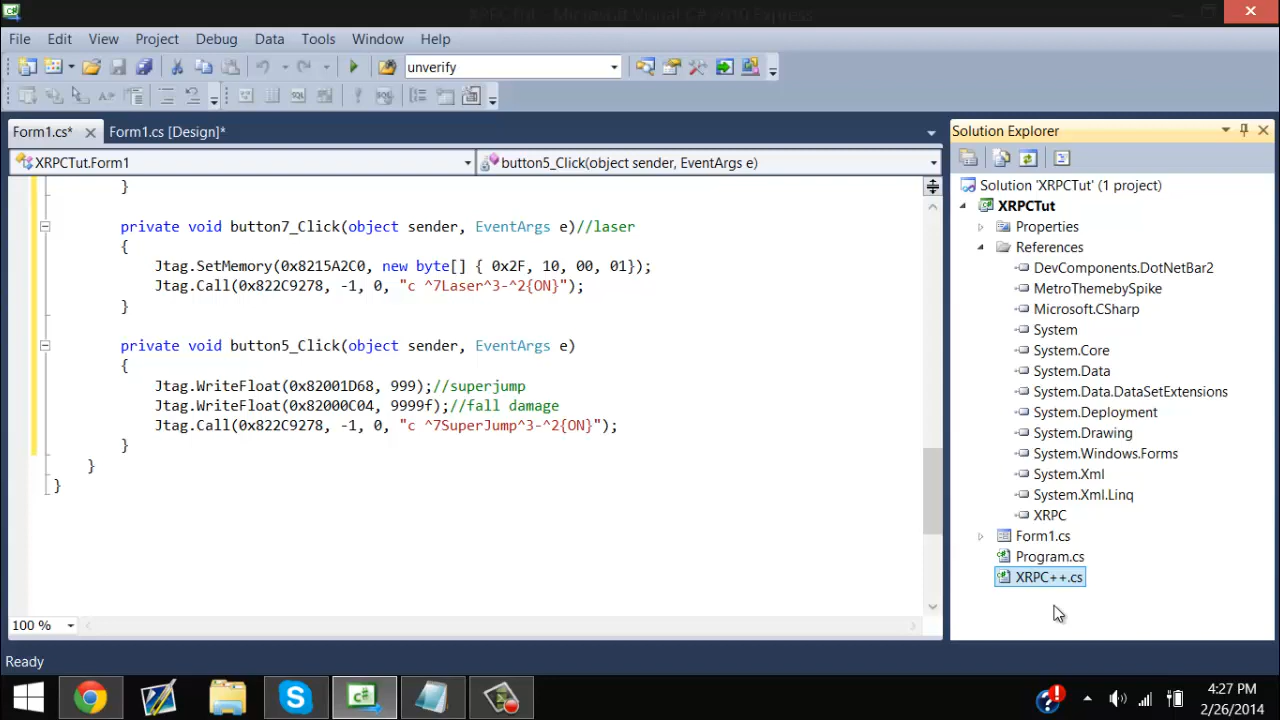 XRPCTut - Microsoft Visual C# 2010 Express
File Edit View Project Debug Data Tools Window Help
unverify
Form1.cs* Form1.cs [Design]*
XRPCTut.Form1 button5_Click(object sender, EventArgs e)
}
private void button7_Click(object sender, EventArgs e)//laser
{
Jtag.SetMemory(0x8215A2C0, new byte[] { 0x2F, 10, 00, 01});
Jtag.Call(0x822C9278, -1, 0, "c ^7Laser^3-^2{ON}");
}
private void button5_Click(object sender, EventArgs e)
{
Jtag.WriteFloat(0x82001D68, 999);//superjump
Jtag.WriteFloat(0x82000C04, 9999f);//fall damage
Jtag.Call(0x822C9278, -1, 0, "c ^7SuperJump^3-^2{ON}");
}
}
}
100 %
Ready
Solution Explorer
Solution 'XRPCTut' (1 project)
XRPCTut
Properties
References
DevComponents.DotNetBar2
MetroThemebySpike
Microsoft.CSharp
System
System.Core
System.Data
System.Data.DataSetExtensions
System.Deployment
System.Drawing
System.Windows.Forms
System.Xml
System.Xml.Linq
XRPC
Form1.cs
Program.cs
XRPC++.cs
4:27 PM
2/26/2014